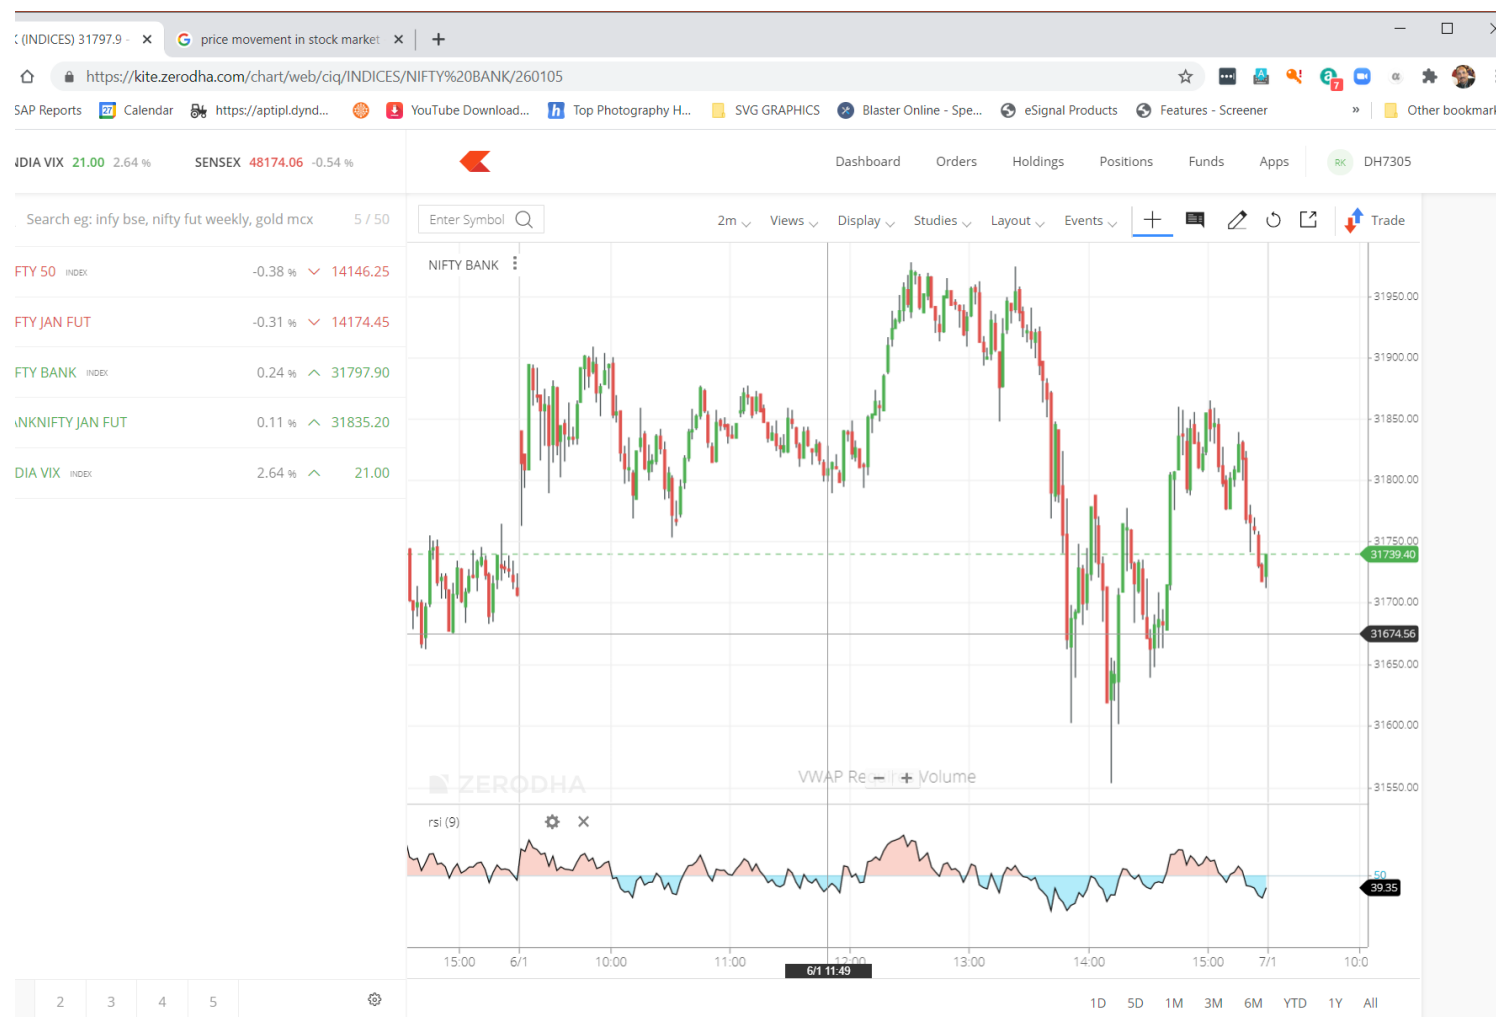 (INDICES) 31797.9 -
price movement in stock market
https://kite.zerodha.com/chart/web/ciq/INDICES/NIFTY%20BANK/260105
7
SAP Reports 27 Calendar https://aptipl.dynd... YouTube Download... h Top Photography H... SVG GRAPHICS Blaster Online - Spe... eSignal Products Features - Screener » Other bookmark
NDIA VIX 21.00 2.64 % SENSEX 48174.06 -0.54 %
Dashboard Orders Holdings Positions Funds Apps RK DH7305
Search eg: infy bse, nifty fut weekly, gold mcx 5 / 50
Enter Symbol 2m Views Display Studies Layout Events Trade
FTY 50 INDEX -0.38 % 14146.25
FTY JAN FUT -0.31 % 14174.45
FTY BANK INDEX 0.24 % 31797.90
NKNIFTY JAN FUT 0.11 % 31835.20
DIA VIX INDEX 2.64 % 21.00
NIFTY BANK
31950.00
31900.00
31850.00
31800.00
31750.00
31739.40
31700.00
31674.56
31650.00
31600.00
31550.00
ZERODHA
VWAP Re Volume
rsi (9)
50
39.35
15:00 6/1 10:00 11:00 12:00 13:00 14:00 15:00 7/1 10:0
6/1 11:49
2 3 4 5
1D 5D 1M 3M 6M YTD 1Y All